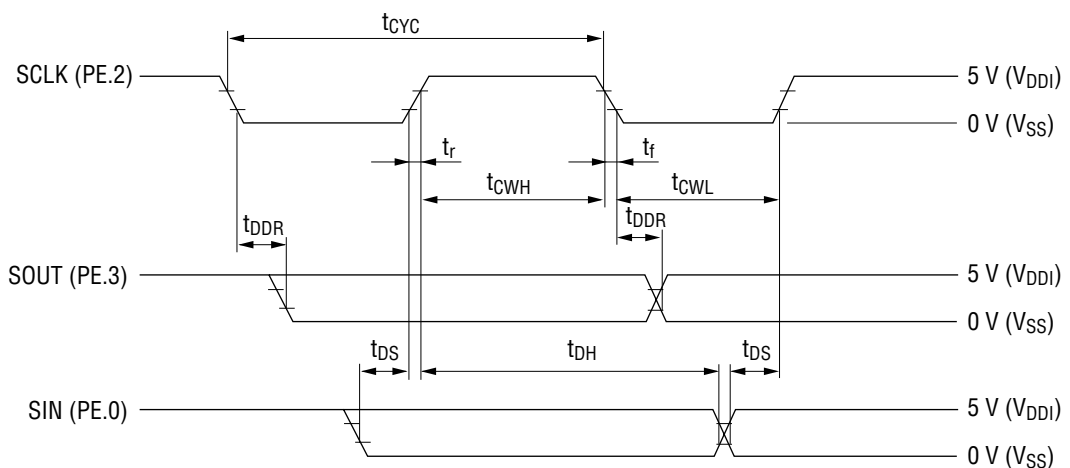 tCYC
SCLK (PE.2)
5 V (VDDI)
0 V (VSS)
tr
tf
tCWH
tCWL
tDDR
tDDR
SOUT (PE.3)
5 V (VDDI)
0 V (VSS)
tDS
tDH
tDS
SIN (PE.0)
5 V (VDDI)
0 V (VSS)